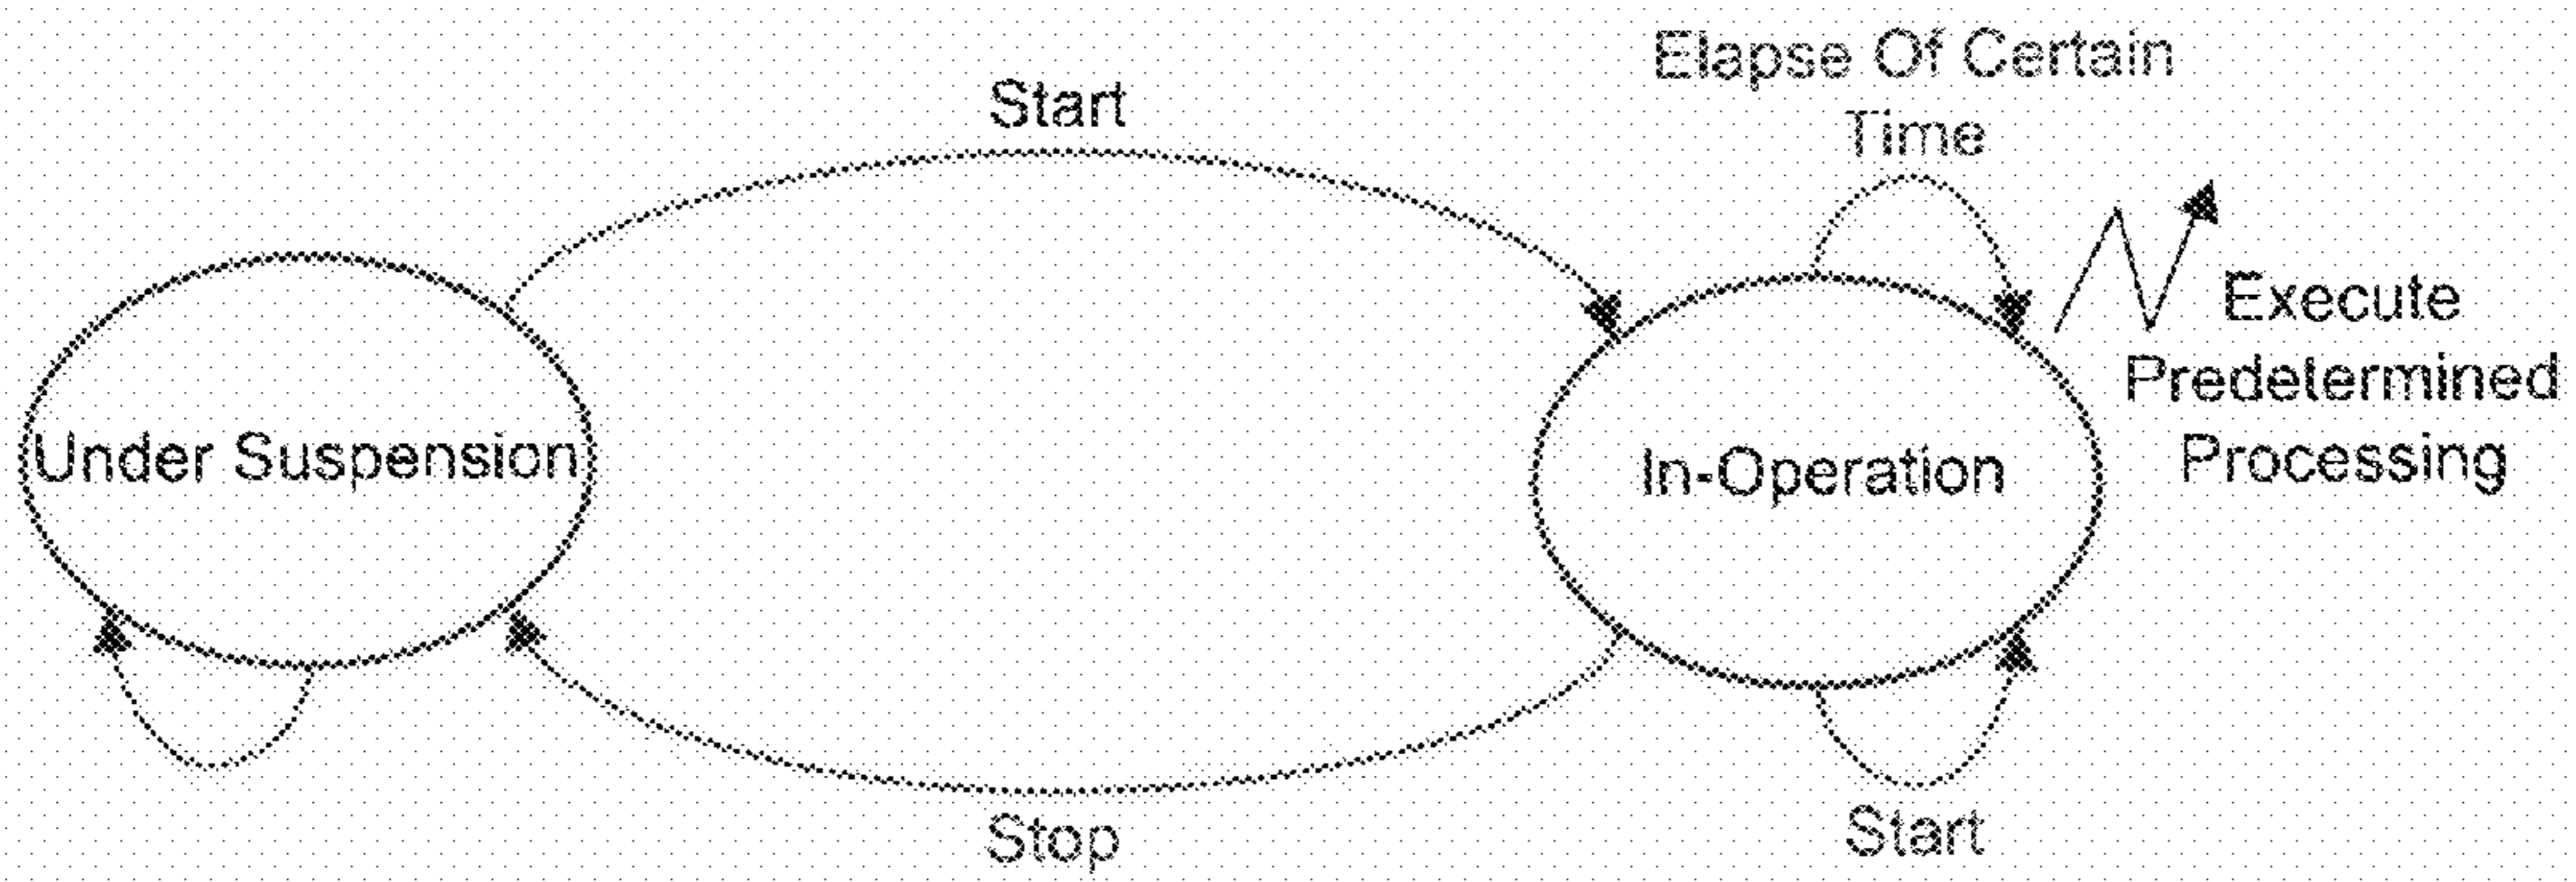 Elapse Of Certain
Time
Start
Execute
Predetermined
Processing
Under Suspension
In-Operation
Stop
Start